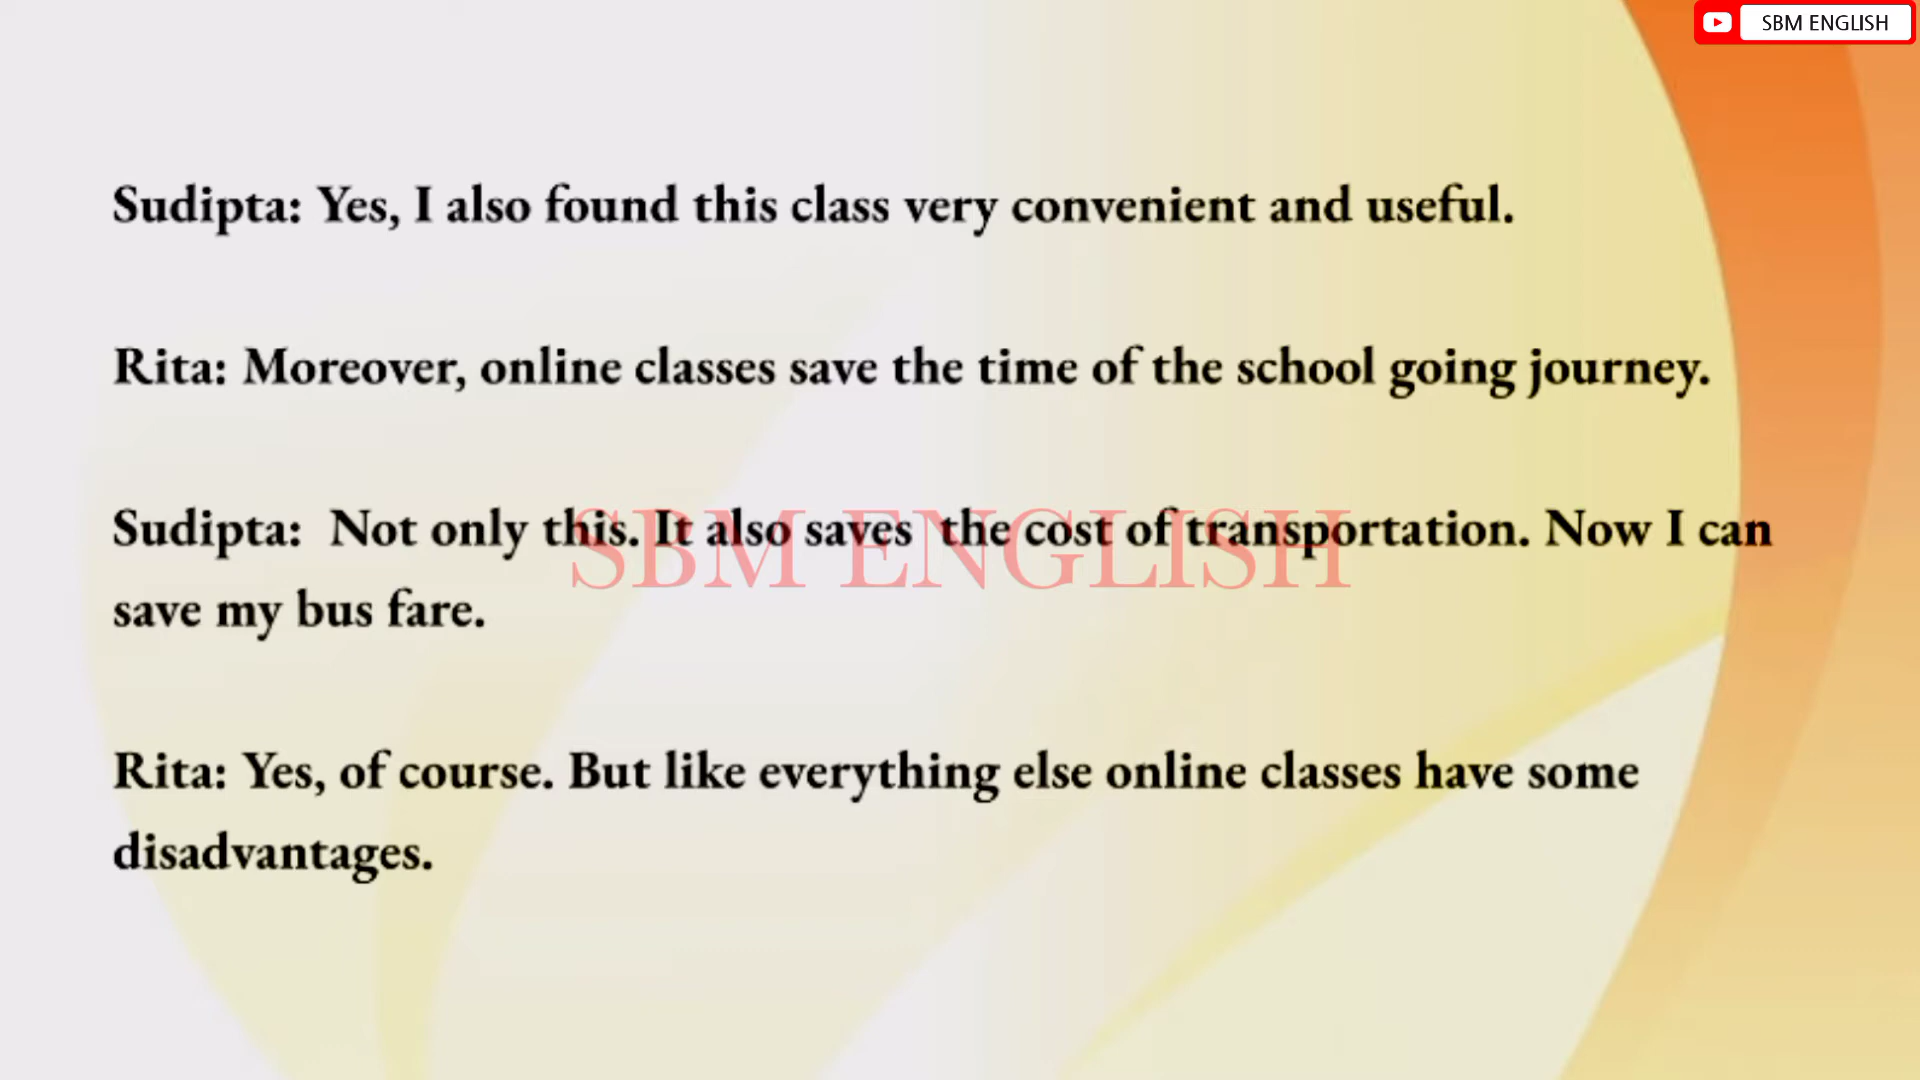 SBM ENGLISH
Sudipta: Yes, I also found this class very convenient and useful.
Rita: Moreover, online classes save the time of the school going journey.
Sudipta: Not only this. It also saves the cost of transportation. Now I can
save my bus fare.
SBM ENGLISH
Rita: Yes, of course. But like everything else online classes have some
disadvantages.